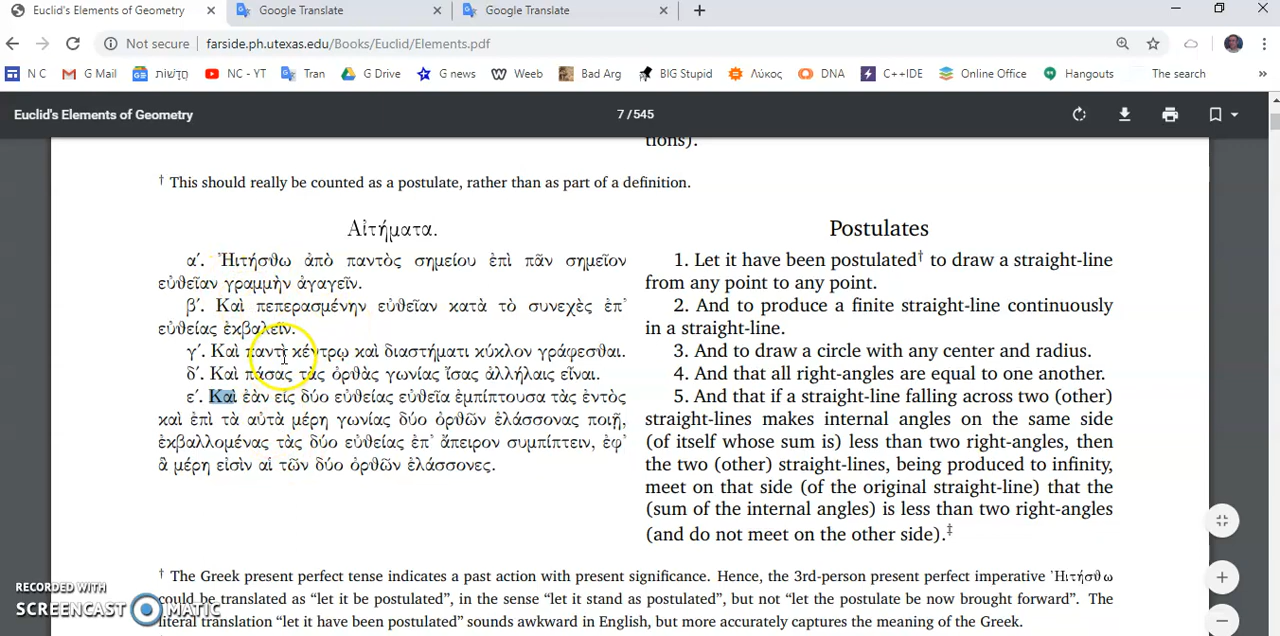 Euclid's Elements of Geometry
Google Translate
Google Translate
Not secure
farside.ph.utexas.edu/Books/Euclid/Elements.pdf
N C
G Mail
חֲדָשׁוֹת
NC - YT
Tran
G Drive
G news
Weeb
Bad Arg
BIG Stupid
Λύκος
DNA
C++IDE
Online Office
Hangouts
The search
Euclid's Elements of Geometry
7 / 545
tions).
† This should really be counted as a postulate, rather than as part of a definition.
Αἰτήματα.
αʹ. ᾿Ηιτήσθω ἀπὸ παντὸς σημείου ἐπὶ πᾶν σημεῖον
εὐθεῖαν γραμμὴν ἀγαγεῖν.
βʹ. Καὶ πεπερασμένην εὐθεῖαν κατὰ τὸ συνεχὲς ἐπ᾿
εὐθείας ἐκβαλεῖν.
γʹ. Καὶ παντὶ κέντρῳ καὶ διαστήματι κύκλον γράφεσθαι.
δʹ. Καὶ πάσας τὰς ὀρθὰς γωνίας ἴσας ἀλλήλαις εἶναι.
εʹ. Καὶ ἐὰν εἰς δύο εὐθείας εὐθεῖα ἐμπίπτουσα τὰς ἐντὸς
καὶ ἐπὶ τὰ αὐτὰ μέρη γωνίας δύο ὀρθῶν ἐλάσσονας ποιῇ,
ἐκβαλλομένας τὰς δύο εὐθείας ἐπ᾿ ἄπειρον συμπίπτειν, ἐφ᾿
ἃ μέρη εἰσὶν αἱ τῶν δύο ὀρθῶν ἐλάσσονες.
Postulates
1. Let it have been postulated† to draw a straight-line
from any point to any point.
2. And to produce a finite straight-line continuously
in a straight-line.
3. And to draw a circle with any center and radius.
4. And that all right-angles are equal to one another.
5. And that if a straight-line falling across two (other)
straight-lines makes internal angles on the same side
(of itself whose sum is) less than two right-angles, then
the two (other) straight-lines, being produced to infinity,
meet on that side (of the original straight-line) that the
(sum of the internal angles) is less than two right-angles
(and do not meet on the other side).‡
† The Greek present perfect tense indicates a past action with present significance. Hence, the 3rd-person present perfect imperative ᾿Ηιτήσθω
could be translated as “let it be postulated”, in the sense “let it stand as postulated”, but not “let the postulate be now brought forward”. The
literal translation “let it have been postulated” sounds awkward in English, but more accurately captures the meaning of the Greek.
RECORDED WITH
SCREENCAST MATIC